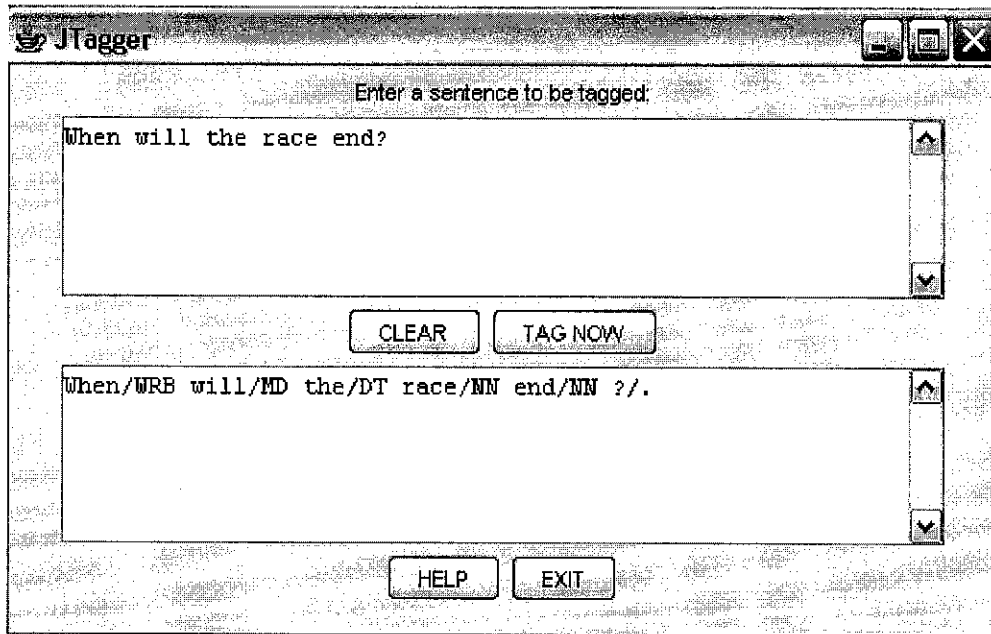 JTagger
Enter a sentence to be tagged:
When will the race end?
CLEAR TAG NOW
When/WRB will/MD the/DT race/NN end/NN ?/.
HELP EXIT